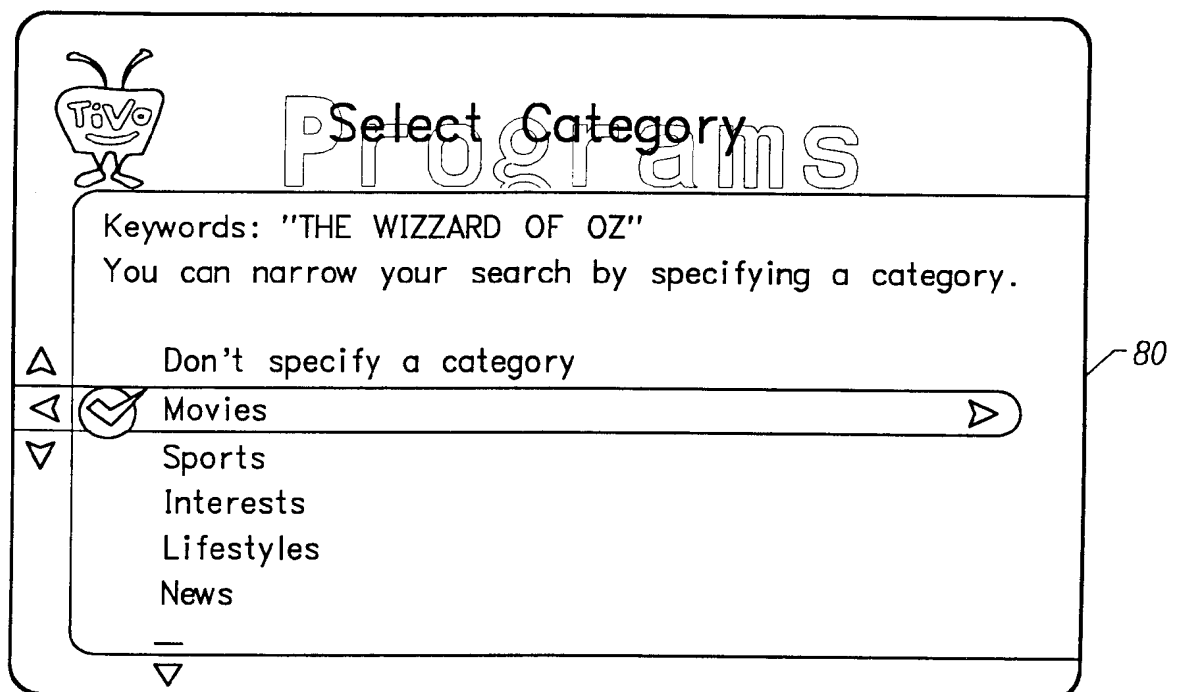 TiVo
Programs
Select Category
Keywords: "THE WIZZARD OF OZ"
You can narrow your search by specifying a category.
Don't specify a category
Movies
Sports
Interests
Lifestyles
News
80